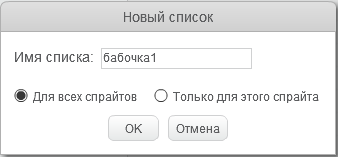 Новый список
Имя списка: бабочка1
Для всех спрайтов Только для этого спрайта
OK Отмена